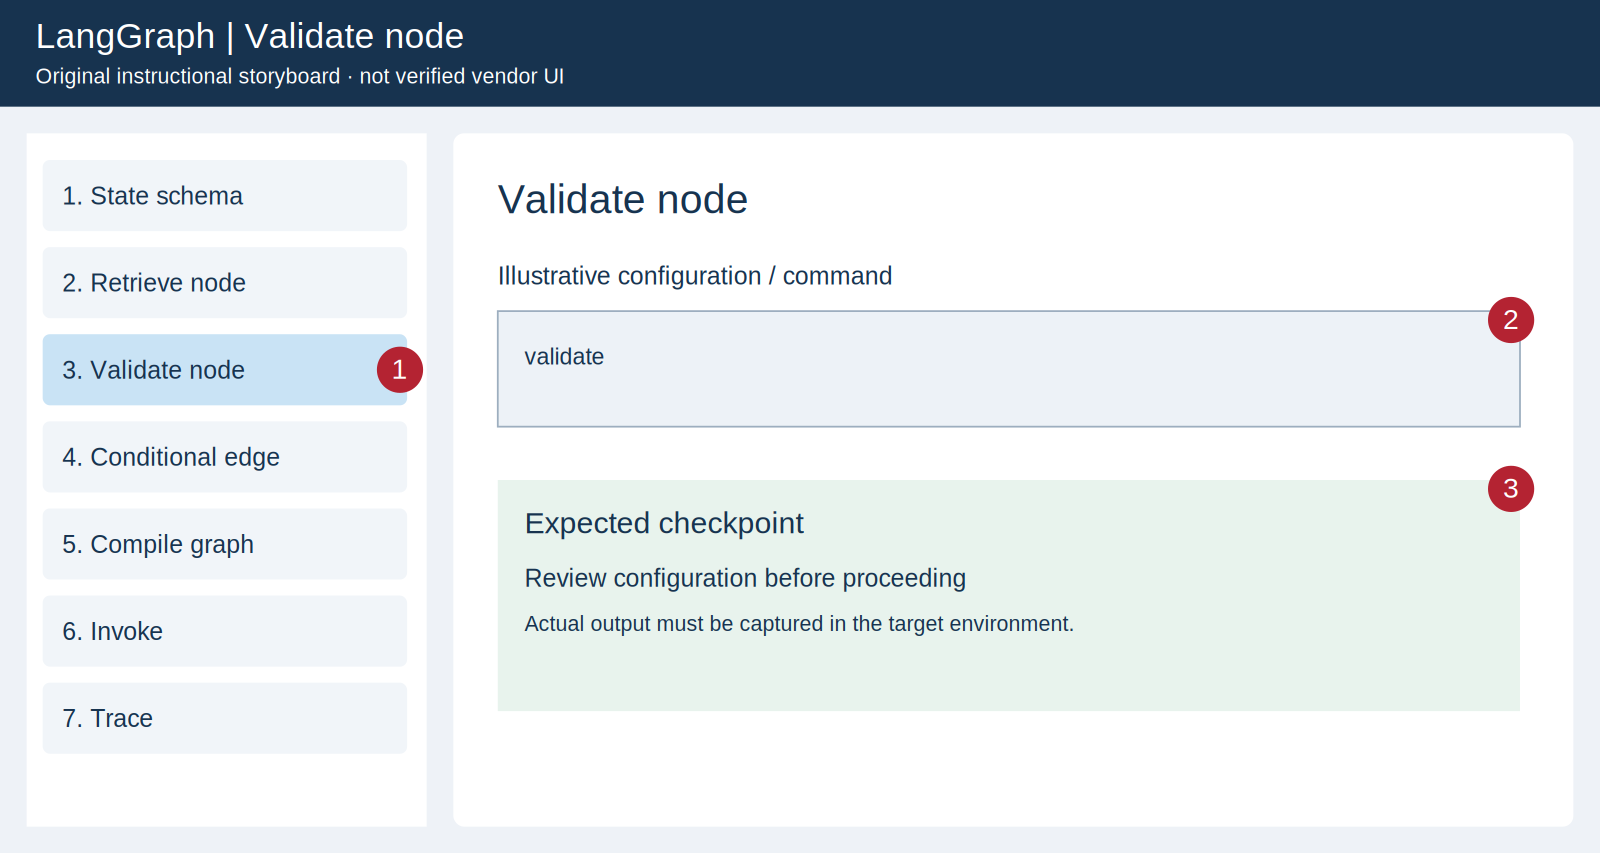 LangGraph | Validate node
Original instructional storyboard · not verified vendor UI
1. State schema
2. Retrieve node
3. Validate node
1
4. Conditional edge
5. Compile graph
6. Invoke
7. Trace
Validate node
Illustrative configuration / command
2
validate
3
Expected checkpoint
Review configuration before proceeding
Actual output must be captured in the target environment.